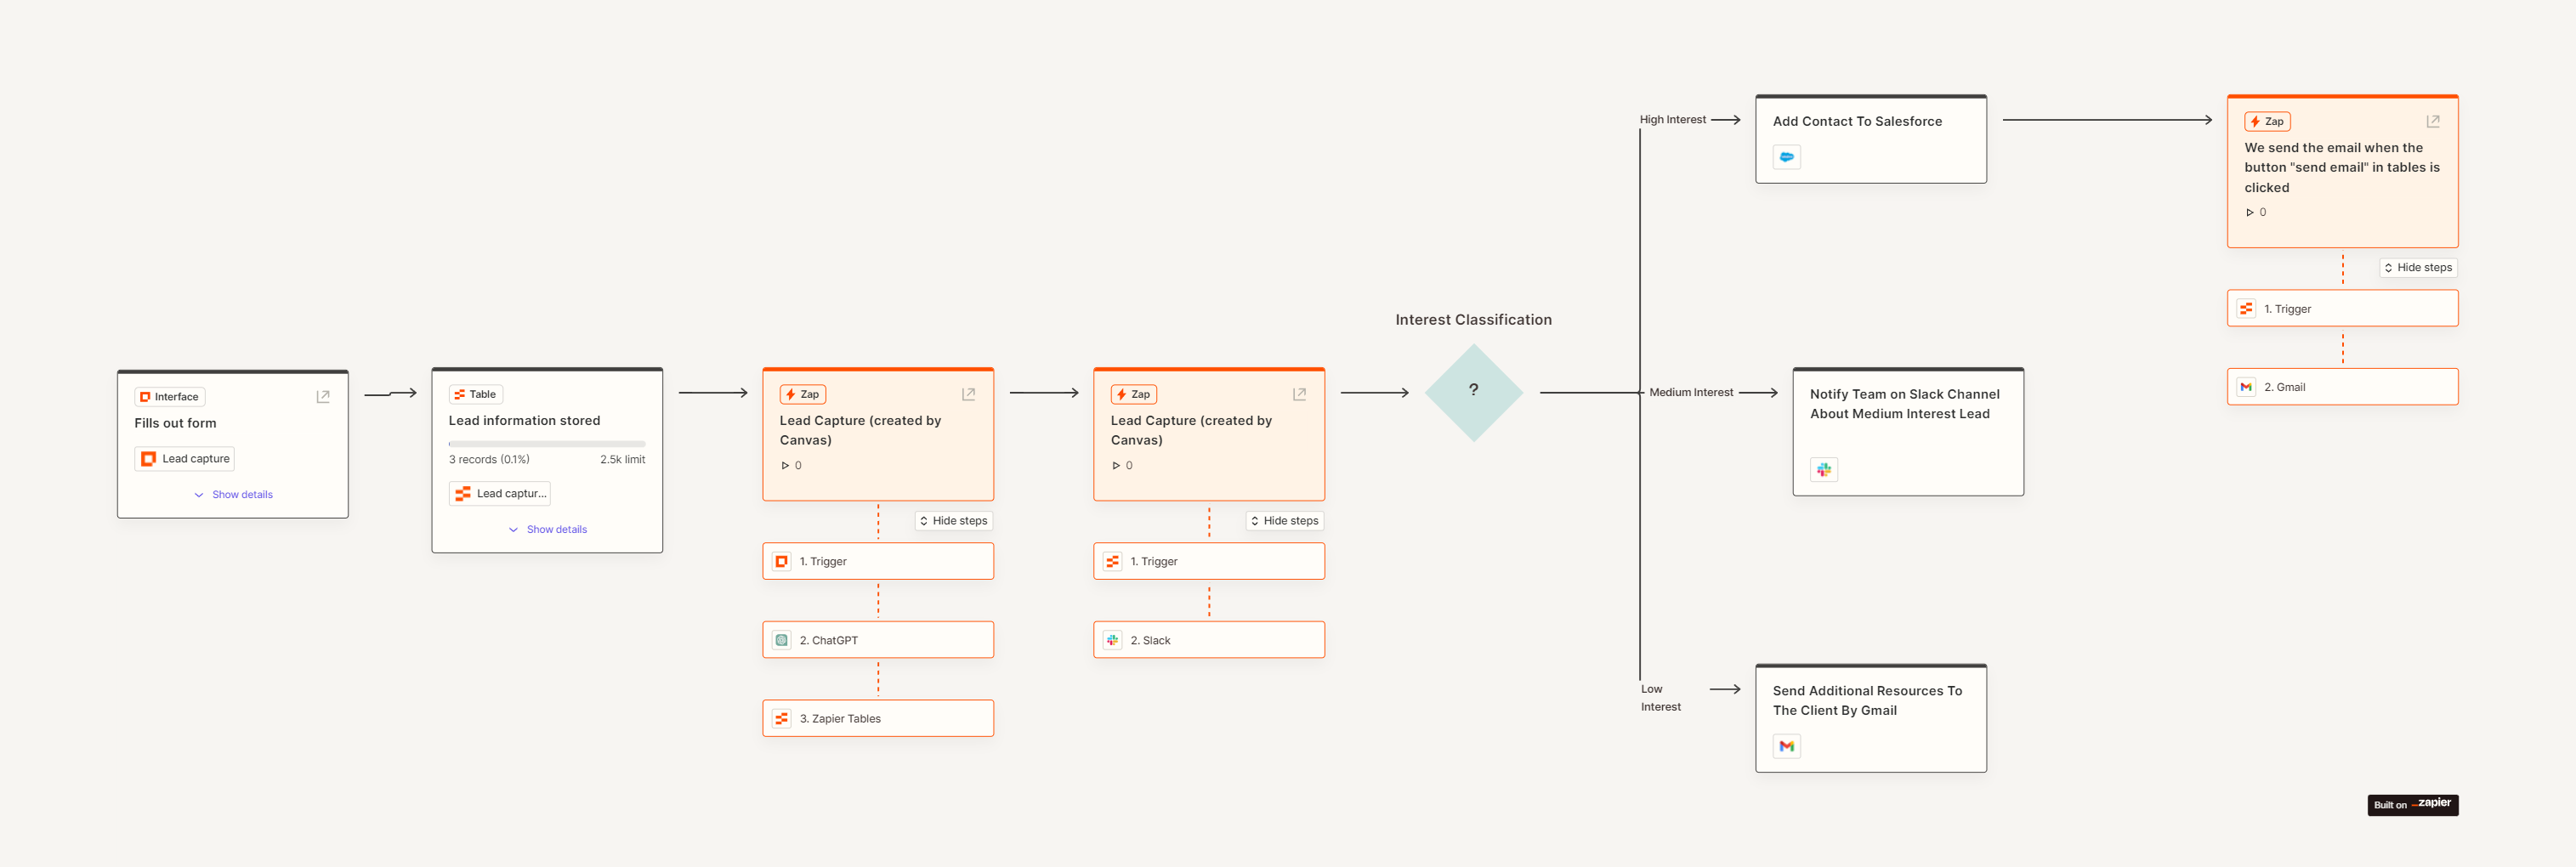 Interface
Fills out form
Lead capture
Show details
Table
Lead information stored
3 records (0.1%)
2.5k limit
Lead captur...
Show details
Zap
Lead Capture (created by
Canvas)
0
Hide steps
1. Trigger
2. ChatGPT
3. Zapier Tables
Zap
Lead Capture (created by
Canvas)
0
Hide steps
1. Trigger
2. Slack
Interest Classification
?
High Interest
Add Contact To Salesforce
Zap
We send the email when the
button "send email" in tables is
clicked
0
Hide steps
1. Trigger
2. Gmail
Medium Interest
Notify Team on Slack Channel
About Medium Interest Lead
Low
Interest
Send Additional Resources To
The Client By Gmail
Built on zapier